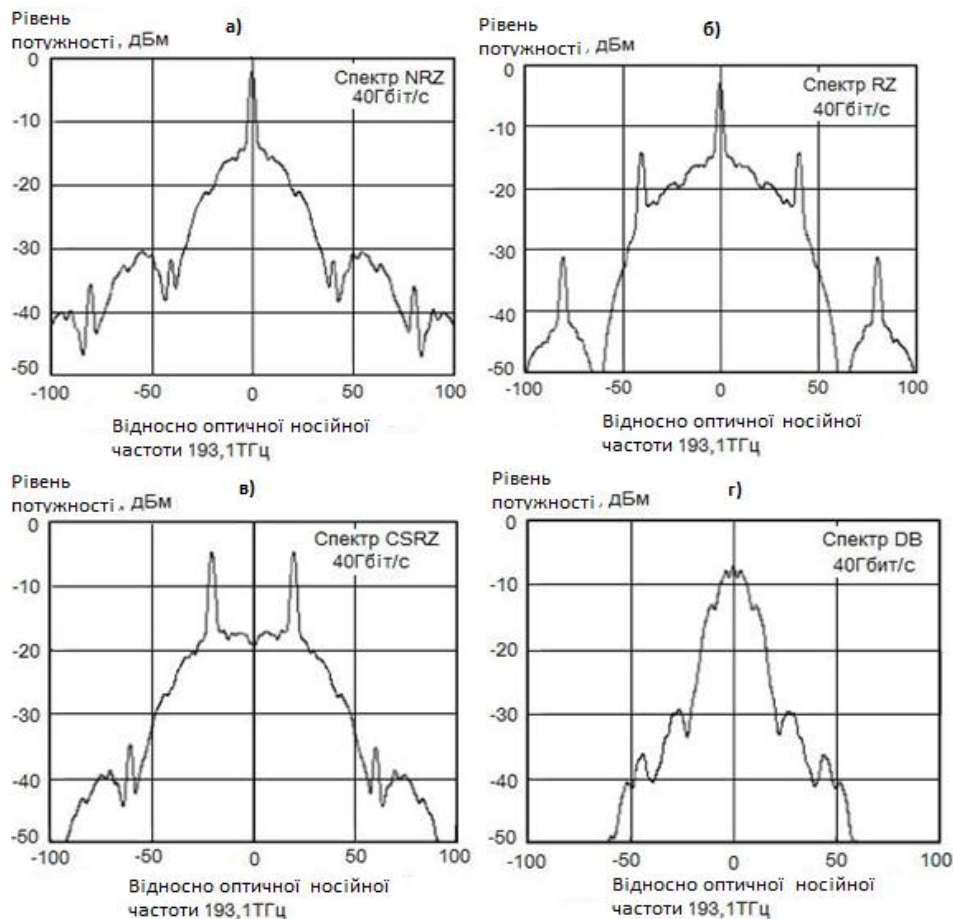 Рівень
потужності, дБм
а)
0
-10
-20
-30
-40
-50
Спектр NRZ
40Гбіт/с
-100 -50 0 50 100
Відносно оптичної носійної
частоти 193,1ТГц
Рівень
потужності, дБм
б)
0
-10
-20
-30
-40
-50
Спектр RZ
40Гбіт/с
-100 -50 0 50 100
Відносно оптичної носійної
частоти 193,1ТГц
Рівень
потужності, дБм
в)
0
-10
-20
-30
-40
-50
Спектр CSRZ
40Гбіт/с
-100 -50 0 50 100
Відносно оптичної носійної
частоти 193,1ТГц
Рівень
потужності, дБм
г)
0
-10
-20
-30
-40
-50
Спектр DB
40Гбит/с
-100 -50 0 50 100
Відносно оптичної носійної
частоти 193,1ТГц